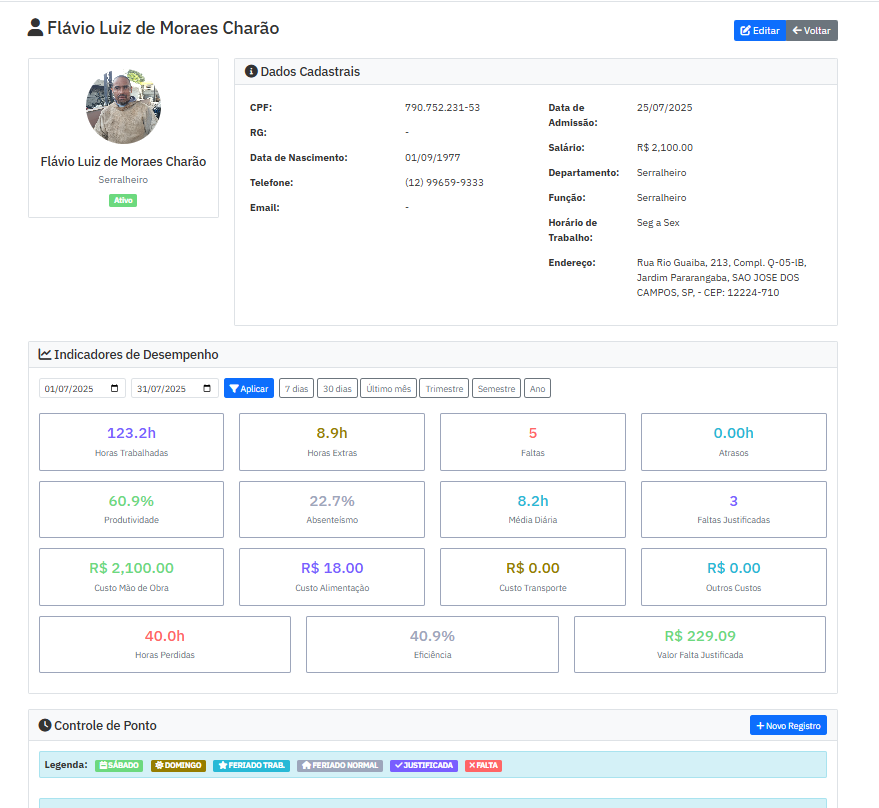 Flávio Luiz de Moraes Charão
Editar
Voltar
Flávio Luiz de Moraes Charão
Serralheiro
Ativo
Dados Cadastrais
CPF: 790.752.231-53
RG: -
Data de Nascimento: 01/09/1977
Telefone: (12) 99659-9333
Email: -
Data de Admissão: 25/07/2025
Salário: R$ 2,100.00
Departamento: Serralheiro
Função: Serralheiro
Horário de Trabalho: Seg a Sex
Endereço: Rua Rio Guaiba, 213, Compl. Q-05-lB,
Jardim Pararangaba, SAO JOSE DOS
CAMPOS, SP, - CEP: 12224-710
Indicadores de Desempenho
01/07/2025 31/07/2025 Aplicar 7 dias 30 dias Último mês Trimestre Semestre Ano
123.2h 8.9h 5 0.00h
Horas Trabalhadas Horas Extras Faltas Atrasos
60.9% 22.7% 8.2h 3
Produtividade Absenteísmo Média Diária Faltas Justificadas
R$ 2,100.00 R$ 18.00 R$ 0.00 R$ 0.00
Custo Mão de Obra Custo Alimentação Custo Transporte Outros Custos
40.0h 40.9% R$ 229.09
Horas Perdidas Eficiência Valor Falta Justificada
Controle de Ponto
Novo Registro
Legenda: SÁBADO DOMINGO FERIADO TRAB. FERIADO NORMAL JUSTIFICADA FALTA